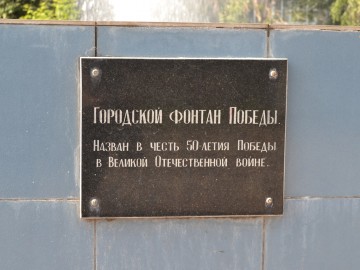 Городской фонтан Победы.
Назван в честь 50-летия Победы
в Великой Отечественной войне.